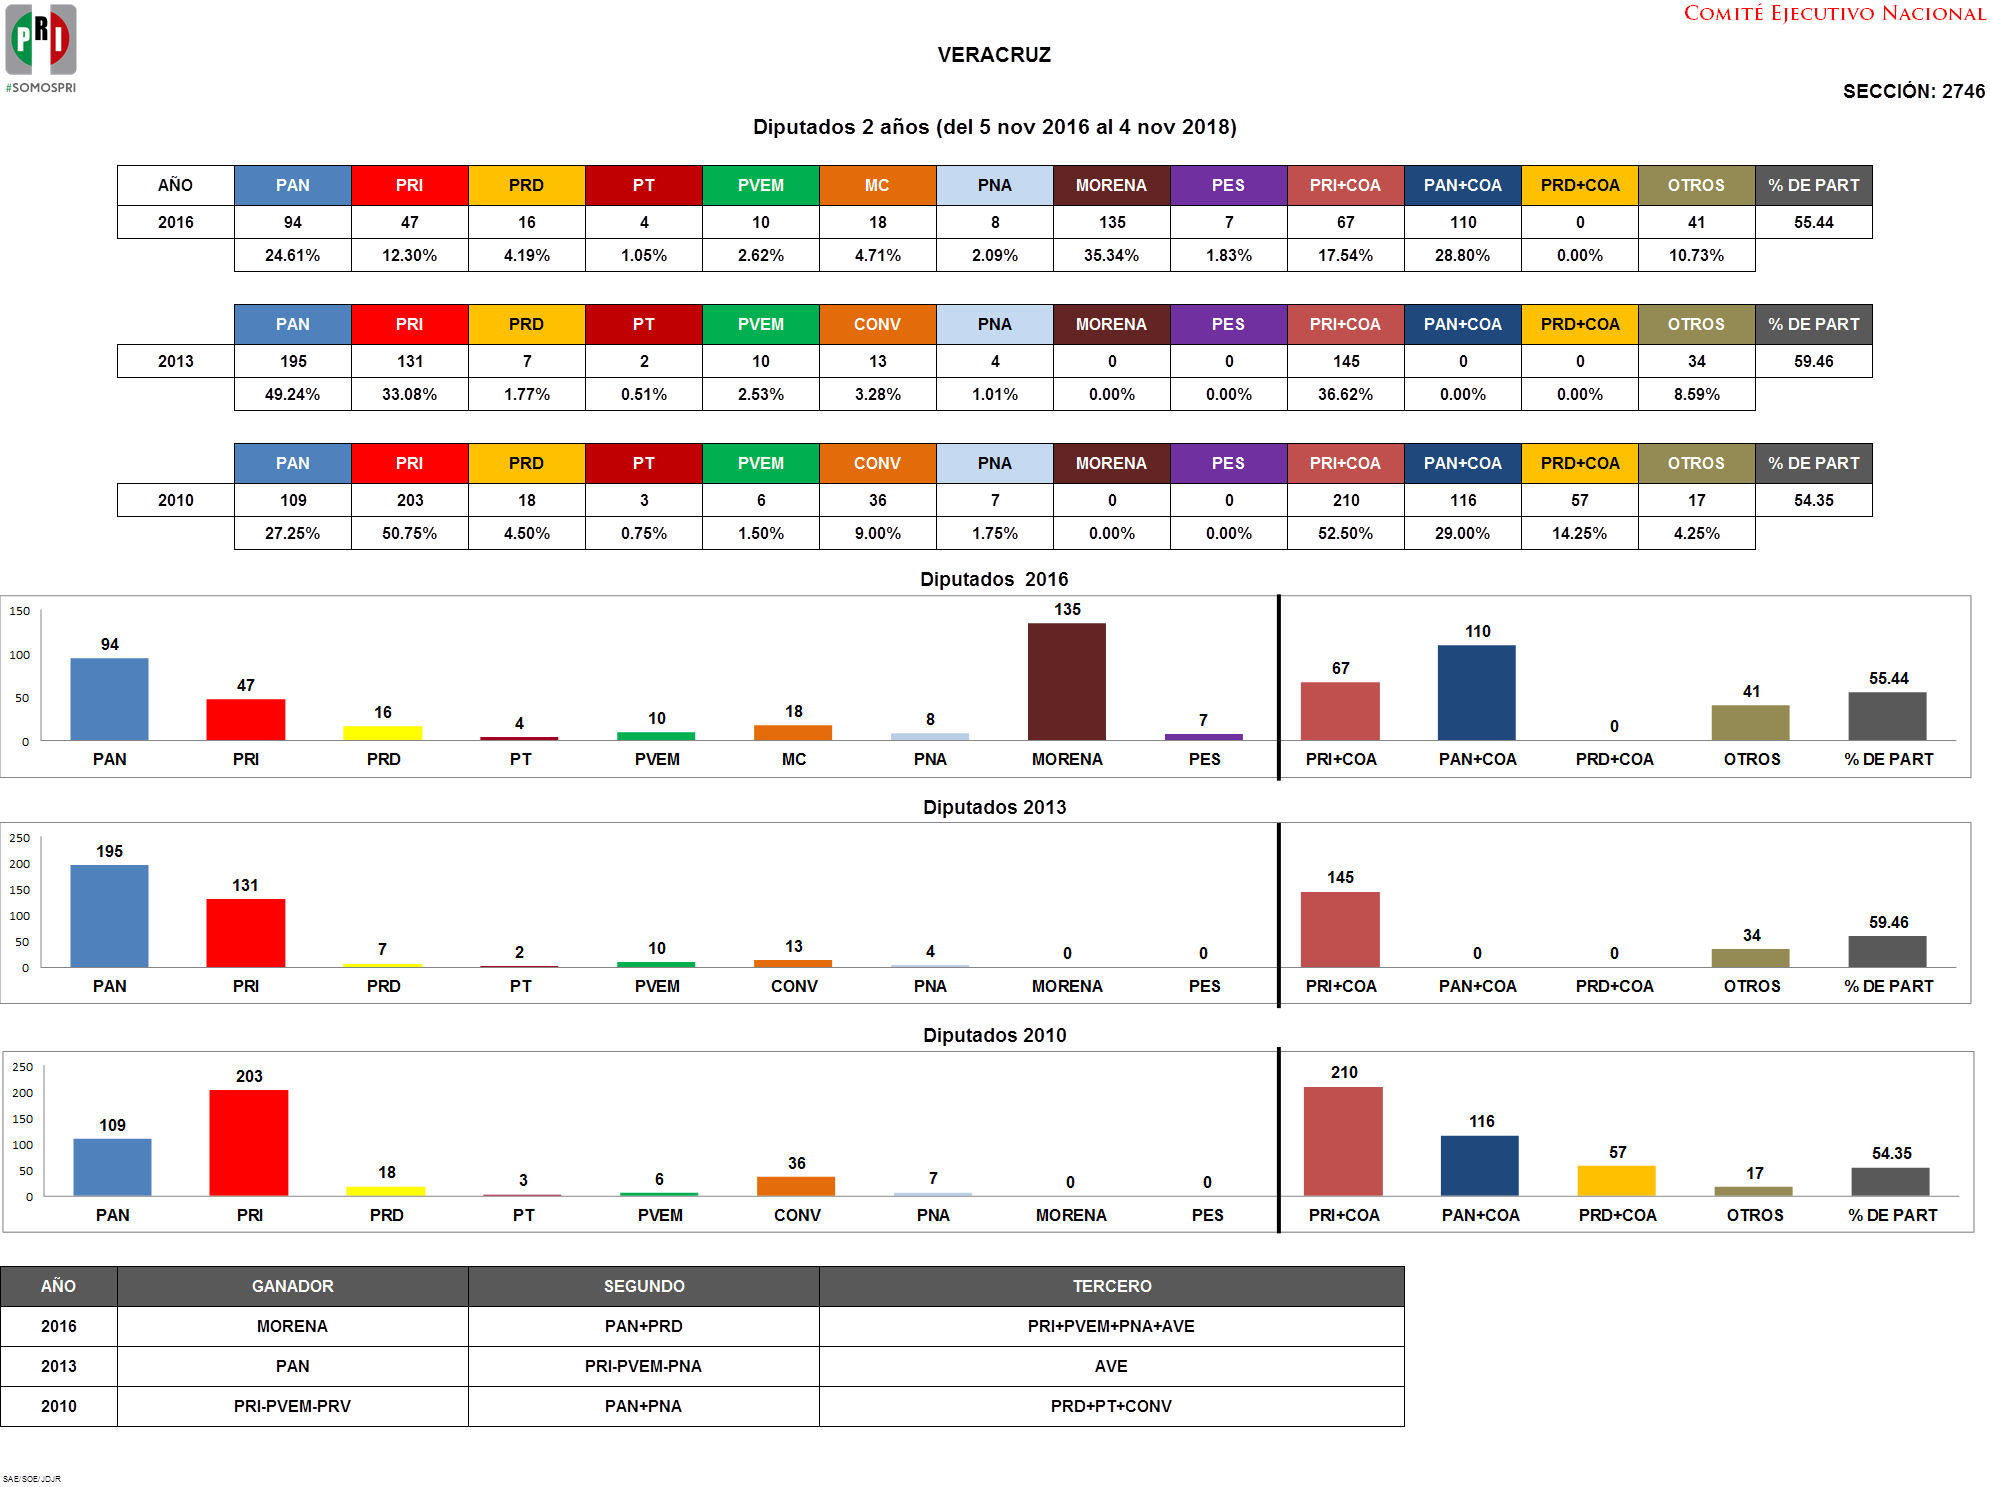 PRI
#SOMOSPRI
COMITÉ EJECUTIVO NACIONAL
VERACRUZ
SECCIÓN: 2746
Diputados 2 años (del 5 nov 2016 al 4 nov 2018)
AÑO PAN PRI PRD PT PVEM MC PNA MORENA PES PRI+COA PAN+COA PRD+COA OTROS % DE PART
2016 94 47 16 4 10 18 8 135 7 67 110 0 41 55.44
24.61% 12.30% 4.19% 1.05% 2.62% 4.71% 2.09% 35.34% 1.83% 17.54% 28.80% 0.00% 10.73%
PAN PRI PRD PT PVEM CONV PNA MORENA PES PRI+COA PAN+COA PRD+COA OTROS % DE PART
2013 195 131 7 2 10 13 4 0 0 145 0 0 34 59.46
49.24% 33.08% 1.77% 0.51% 2.53% 3.28% 1.01% 0.00% 0.00% 36.62% 0.00% 0.00% 8.59%
PAN PRI PRD PT PVEM CONV PNA MORENA PES PRI+COA PAN+COA PRD+COA OTROS % DE PART
2010 109 203 18 3 6 36 7 0 0 210 116 57 17 54.35
27.25% 50.75% 4.50% 0.75% 1.50% 9.00% 1.75% 0.00% 0.00% 52.50% 29.00% 14.25% 4.25%
Diputados 2016
150
100
50
0
94 47 16 4 10 18 8 135 7 67 110 0 41 55.44
PAN PRI PRD PT PVEM MC PNA MORENA PES PRI+COA PAN+COA PRD+COA OTROS % DE PART
Diputados 2013
250
200
150
100
50
0
195 131 7 2 10 13 4 0 0 145 0 0 34 59.46
PAN PRI PRD PT PVEM CONV PNA MORENA PES PRI+COA PAN+COA PRD+COA OTROS % DE PART
Diputados 2010
250
200
150
100
50
0
109 203 18 3 6 36 7 0 0 210 116 57 17 54.35
PAN PRI PRD PT PVEM CONV PNA MORENA PES PRI+COA PAN+COA PRD+COA OTROS % DE PART
AÑO GANADOR SEGUNDO TERCERO
2016 MORENA PAN+PRD PRI+PVEM+PNA+AVE
2013 PAN PRI-PVEM-PNA AVE
2010 PRI-PVEM-PRV PAN+PNA PRD+PT+CONV
SAE/SOE/JDJR